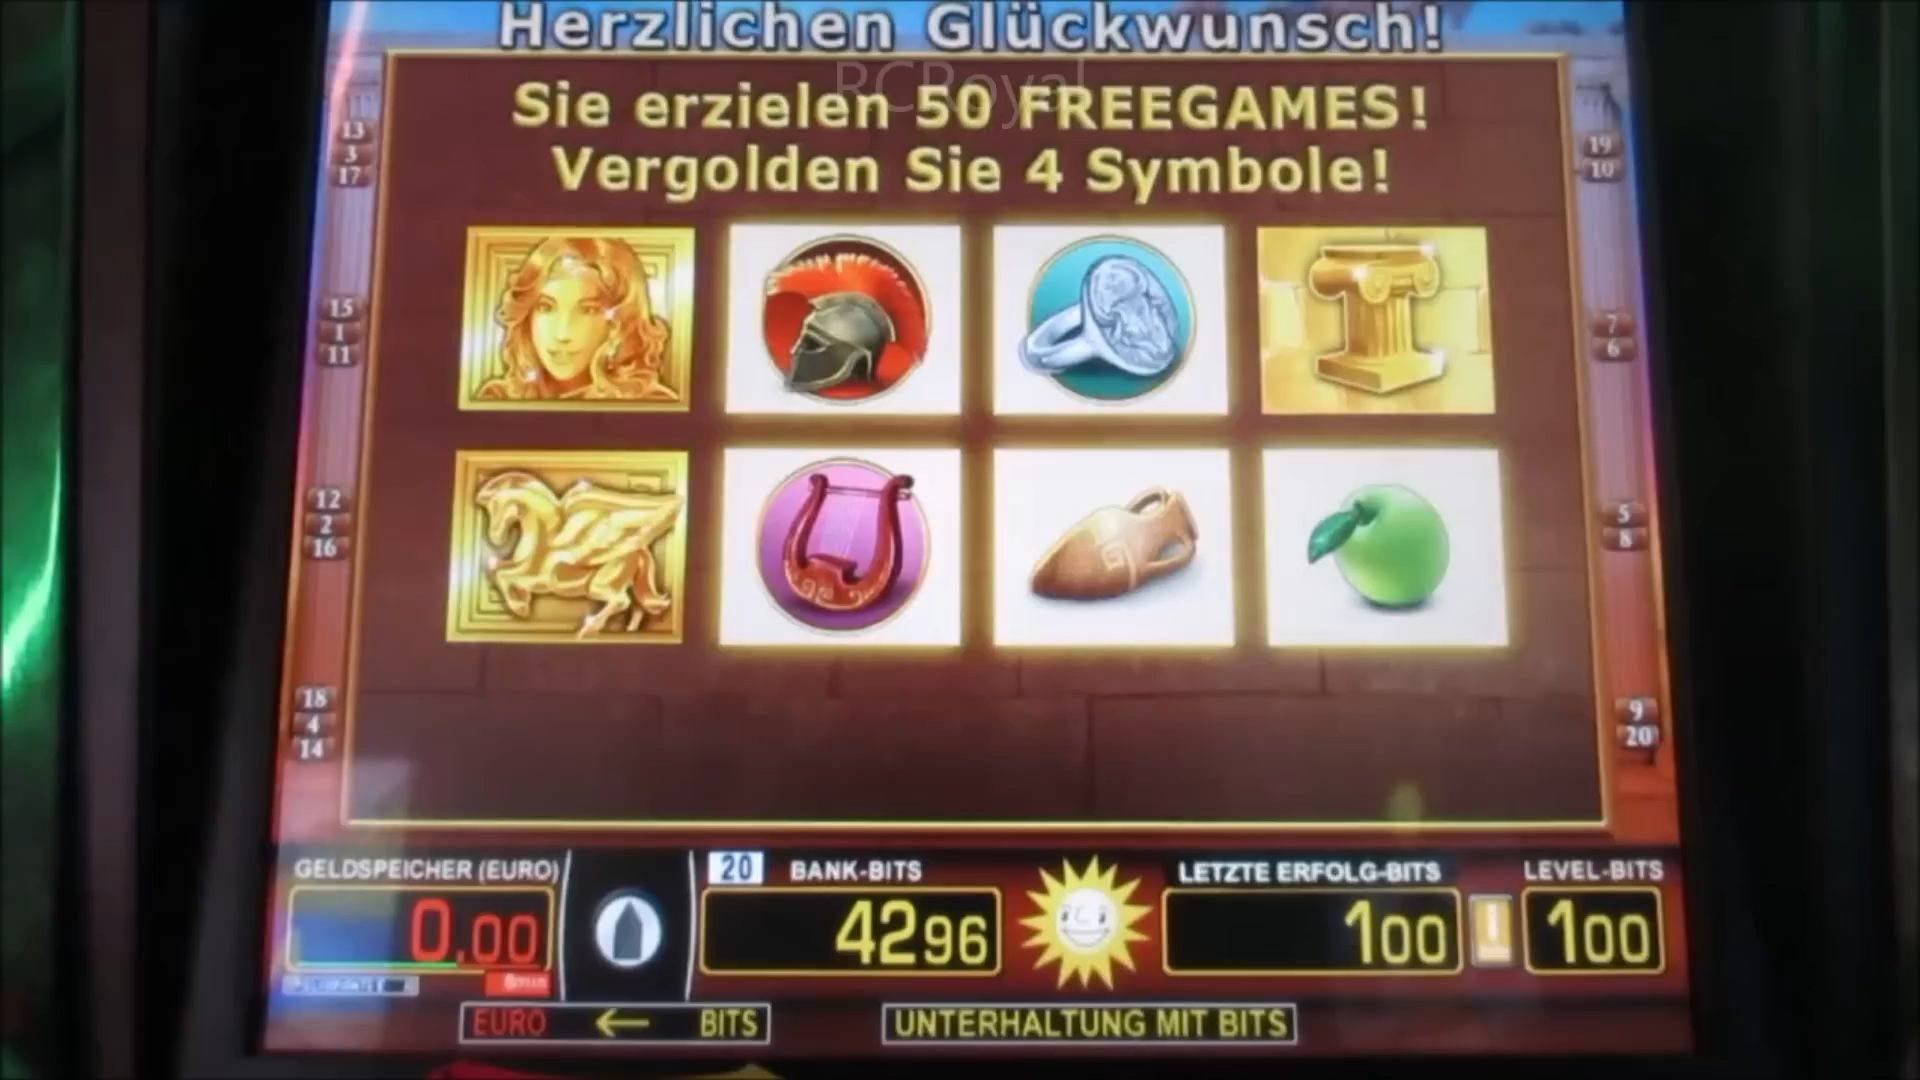 Herzlichen Glückwunsch!
RCRoyal
Sie erzielen 50 FREEGAMES!
Vergolden Sie 4 Symbole!
13
3
17
19
10
15
1
11
7
6
12
2
16
5
8
18
4
14
9
20
GELDSPEICHER (EURO)
20
BANK-BITS
LETZTE ERFOLG-BITS
LEVEL-BITS
0.00
4296
100
100
EURO ← BITS
UNTERHALTUNG MIT BITS